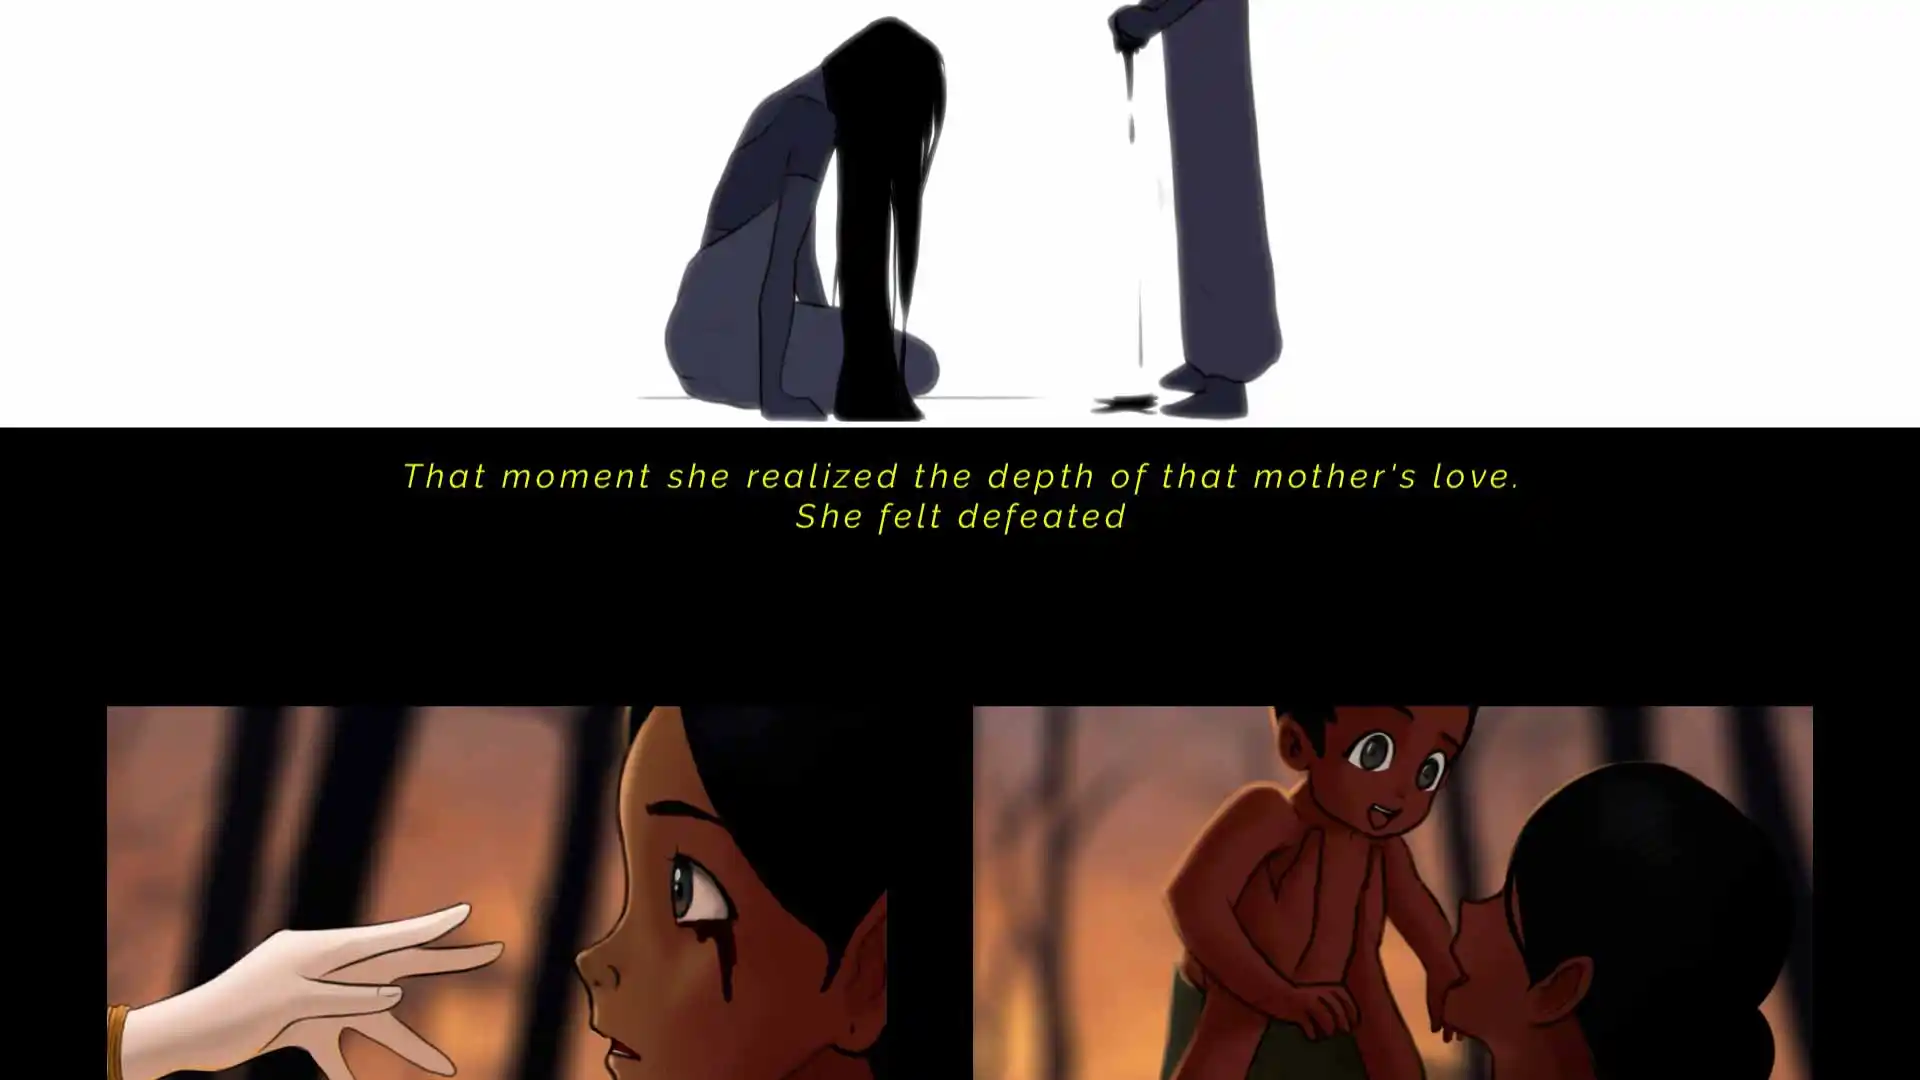 That moment she realized the depth of that mother's love.
She felt defeated